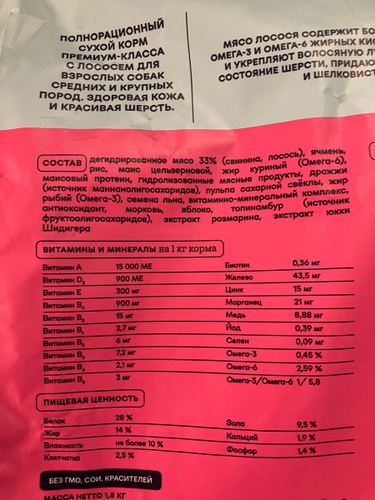 ПОЛНОРАЦИОННЫЙ
СУХОЙ КОРМ
ПРЕМИУМ-КЛАССА
С ЛОСОСЕМ ДЛЯ
ВЗРОСЛЫХ СОБАК
СРЕДНИХ И КРУПНЫХ
ПОРОД. ЗДОРОВАЯ КОЖА
И КРАСИВАЯ ШЕРСТЬ.
МЯСО ЛОСОСЯ СОДЕРЖИТ БО
ОМЕГА-3 И ОМЕГА-6 ЖИРНЫХ КИС
И УКРЕПЛЯЮТ ВОЛОСЯНУЮ ЛУ
СОСТОЯНИЕ ШЕРСТИ, ПРИДАЮ
И ШЕЛКОВИСТ
СОСТАВ дегидрированное мясо 33% (свинина, лосось), ячмень,
рис, маис цельзерновой, жир куриный (Омега-6),
маисовый протеин, гидролизованные мясные продукты, дрожжи
(источник маннанолигосахаридов), пульпа сахарной свёклы, жир
рыбий (Омега-3), семена льна, витаминно-минеральный комплекс,
антиоксидант, морковь, яблоко, топинамбур (источник
фруктоолигосахаридов), экстракт розмарина, экстракт юкки
Шидигера
ВИТАМИНЫ И МИНЕРАЛЫ на 1 кг корма
Витамин А 15 000 МЕ
Витамин D₃ 900 МЕ
Витамин Е 300 мг
Витамин В₄ 900 мг
Витамин В₅ 15 мг
Витамин В₁ 2,7 мг
Витамин В₂ 6 мг
Витамин В₃ 7,2 мг
Витамин В₆ 2,1 мг
Витамин В₉ 3 мг
Биотин 0,36 мг
Железо 43,5 мг
Цинк 15 мг
Марганец 21 мг
Медь 8,88 мг
Йод 0,39 мг
Селен 0,09 мг
Омега-3 0,45 %
Омега-6 2,59 %
Омега-3/Омега-6 1/ 5,8
ПИЩЕВАЯ ЦЕННОСТЬ
Белок 28 %
Жир 14 %
Влажность не более 10 %
Клетчатка 2,5 %
Зола 9,5 %
Кальций 1,9 %
Фосфор 1,4 %
БЕЗ ГМО, СОИ, КРАСИТЕЛЕЙ
МАССА НЕТТО 1,8 КГ